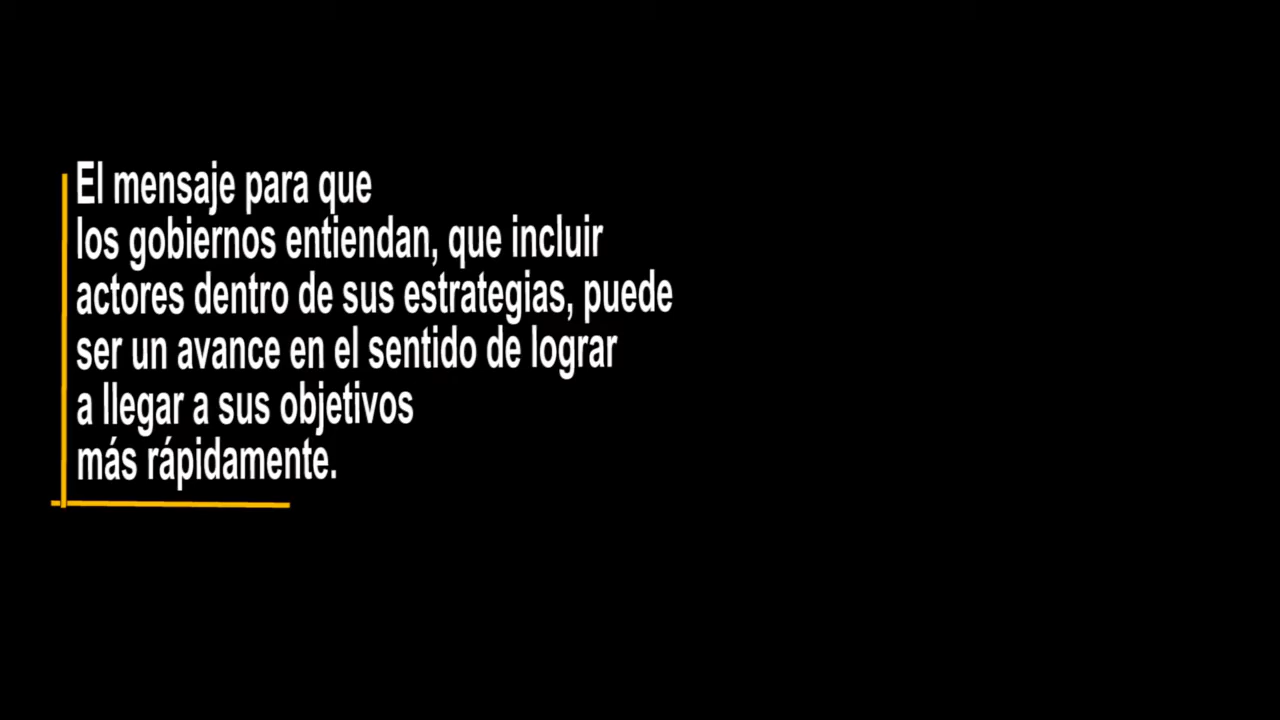 El mensaje para que
los gobiernos entiendan, que incluir
actores dentro de sus estrategias, puede
ser un avance en el sentido de lograr
a llegar a sus objetivos
más rápidamente.